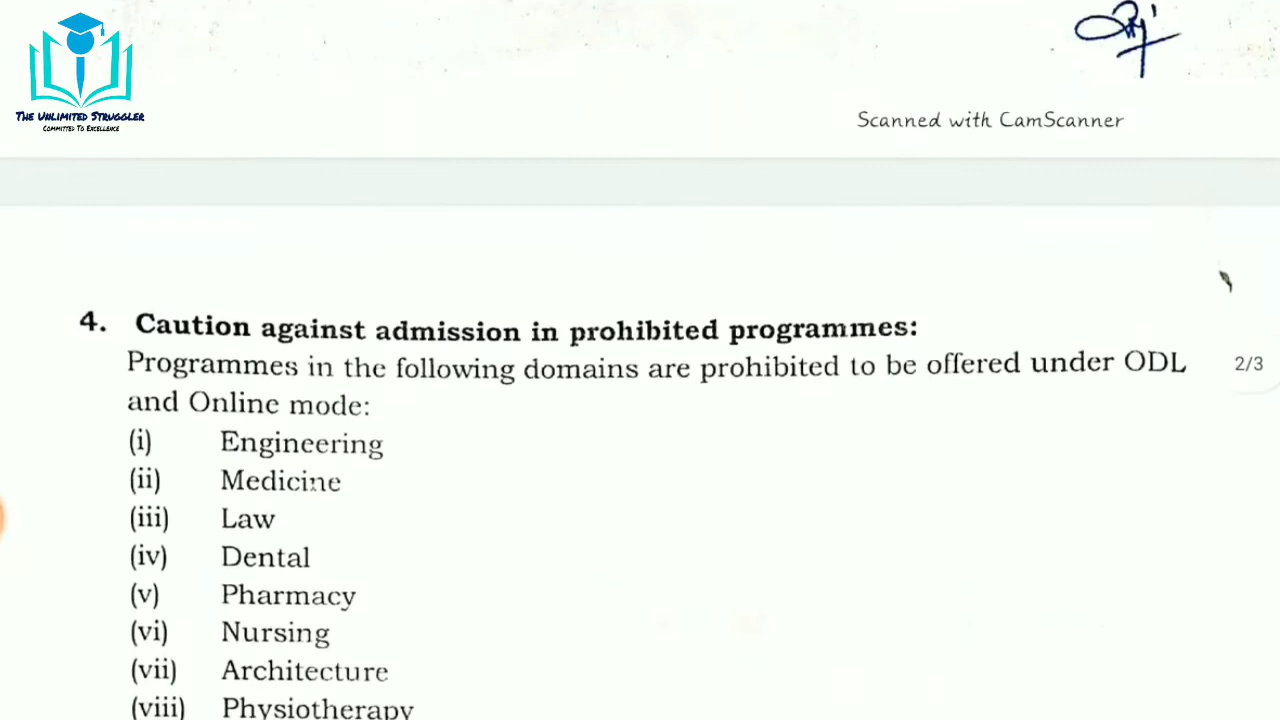 THE UNLIMITED STRUGGLER
COMMITTED TO EXCELLENCE
Scanned with CamScanner
4. Caution against admission in prohibited programmes:
Programmes in the following domains are prohibited to be offered under ODL
2/3
and Online mode:
(i) Engineering
(ii) Medicine
(iii) Law
(iv) Dental
(v) Pharmacy
(vi) Nursing
(vii) Architecture
(viii) Physiotherapy